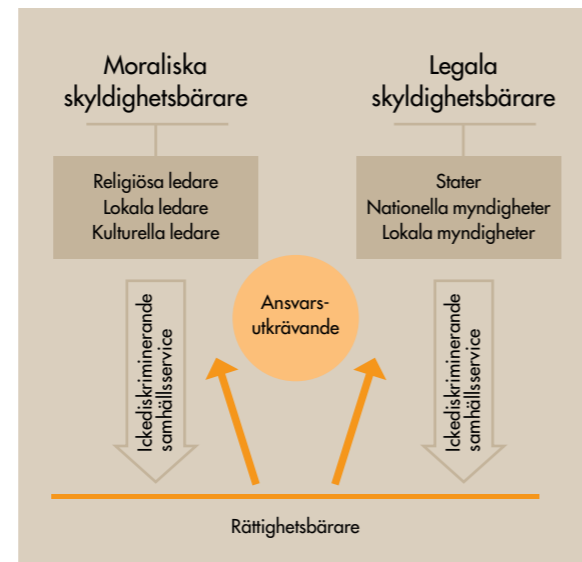 Moraliska
skyldighetsbärare
Legala
skyldighetsbärare
Religiösa ledare
Lokala ledare
Kulturella ledare
Stater
Nationella myndigheter
Lokala myndigheter
Ansvars-
utkrävande
Ickediskriminerande
samhällsservice
Ickediskriminerande
samhällsservice
Rättighetsbärare